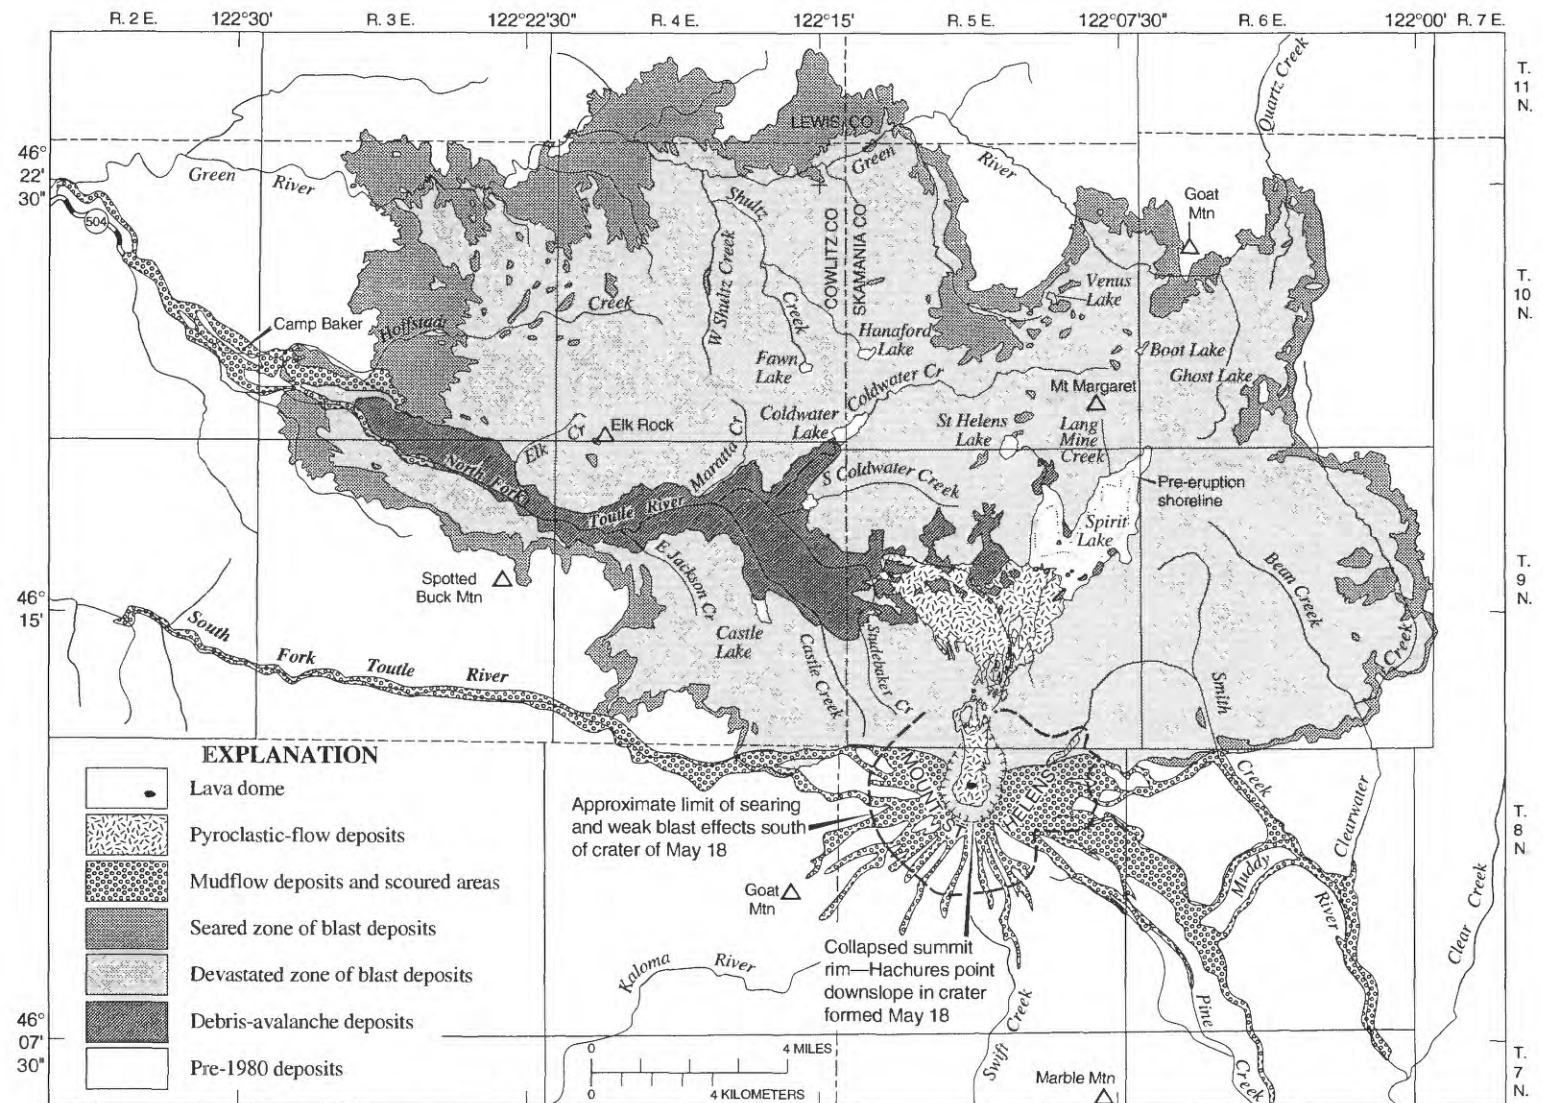 R. 2 E.
122°30'
R. 3 E.
122°22'30"
R. 4 E.
122°15'
R. 5 E.
122°07'30"
R. 6 E.
122°00'
R. 7 E.
T.
11
N.
Quartz Creek
LEWIS CO
46°
22'
30"
Green
River
Green
River
504
Shultz
Creek
W Shultz Creek
COWLITZ CO
SKAMANIA CO
Goat
Mtn
Venus
Lake
T.
10
N.
Camp Baker
Hoffstadt
Creek
Hanaford
Lake
Fawn
Lake
Boot Lake
Ghost Lake
Coldwater Cr
Mt Margaret
Coldwater
Lake
Elk Rock
Elk
Cr
Maratta Cr
St Helens
Lake
Lang
Mine
Creek
North Fork
Toutle River
S Coldwater Creek
Pre-eruption
shoreline
Spirit
Lake
Spotted
Buck Mtn
E Jackson Cr
Bean Creek
T.
9
N.
46°
15'
South
Fork
Toutle
River
Castle
Lake
Castle Creek
Studebaker Cr
Smith
Creek
Creek
EXPLANATION
Lava dome
Pyroclastic-flow deposits
Mudflow deposits and scoured areas
Seared zone of blast deposits
Devastated zone of blast deposits
Debris-avalanche deposits
Pre-1980 deposits
MOUNT ST
HELENS
Approximate limit of searing
and weak blast effects south
of crater of May 18
Clearwater
T.
8
N.
Muddy
River
Goat
Mtn
Clear Creek
Collapsed summit
rim—Hachures point
downslope in crater
formed May 18
Kaloma
River
Swift Creek
Pine
Creek
46°
07'
30"
0
4 MILES
0
4 KILOMETERS
Marble Mtn
T.
7
N.